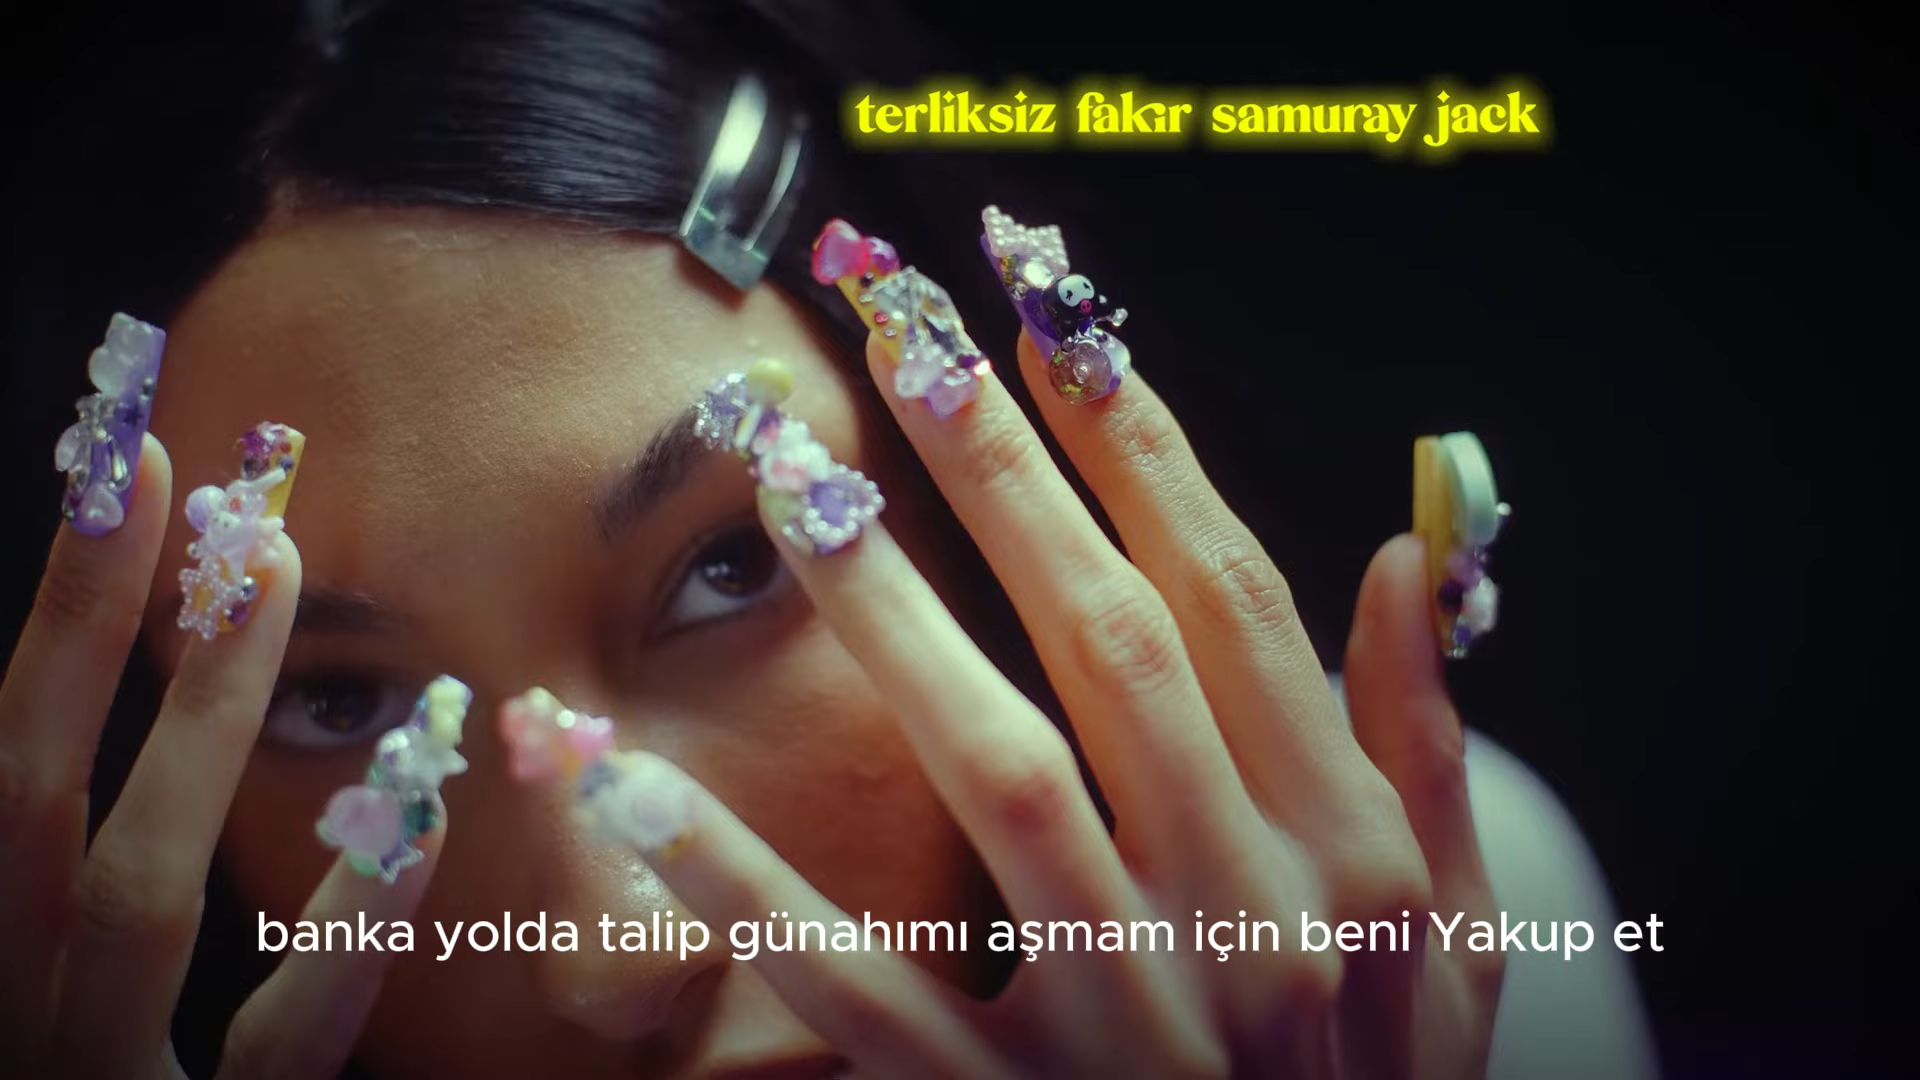 terliksiz fakır samuray jack
banka yolda talip günahımı aşmam için beni Yakup et